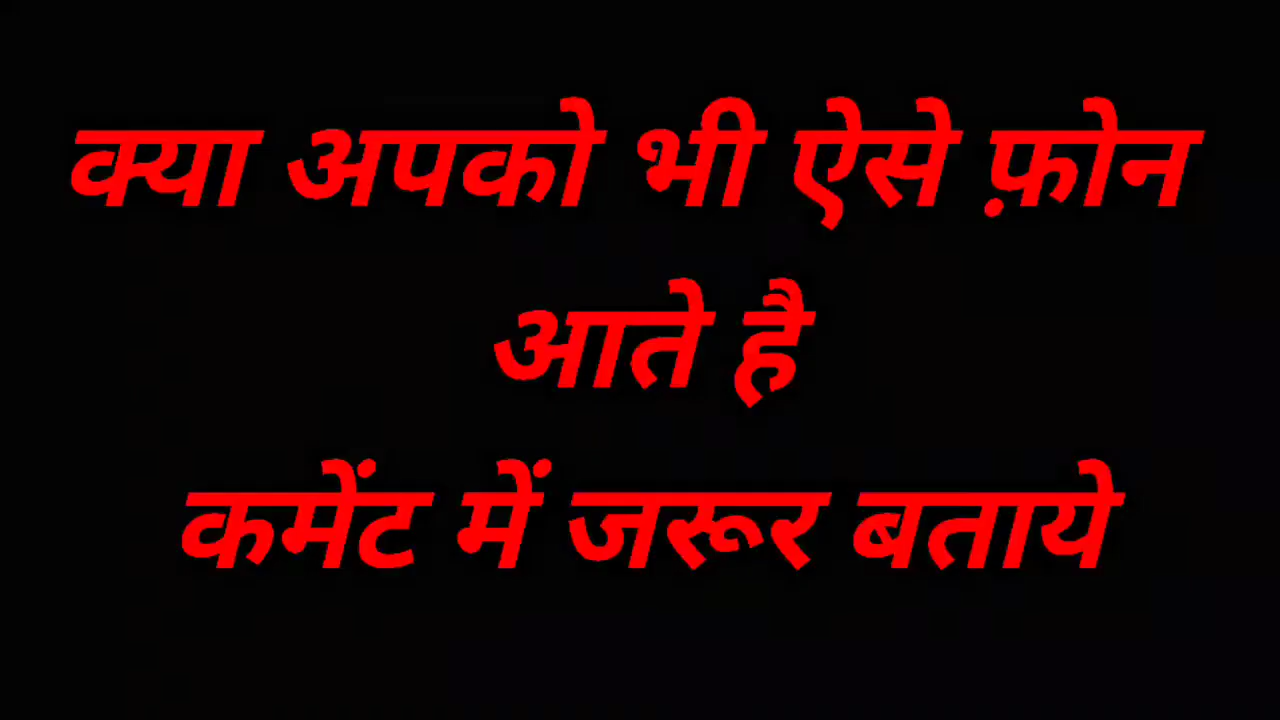 क्या अपको भी ऐसे फ़ोन
आते है
कमेंट में जरूर बताये